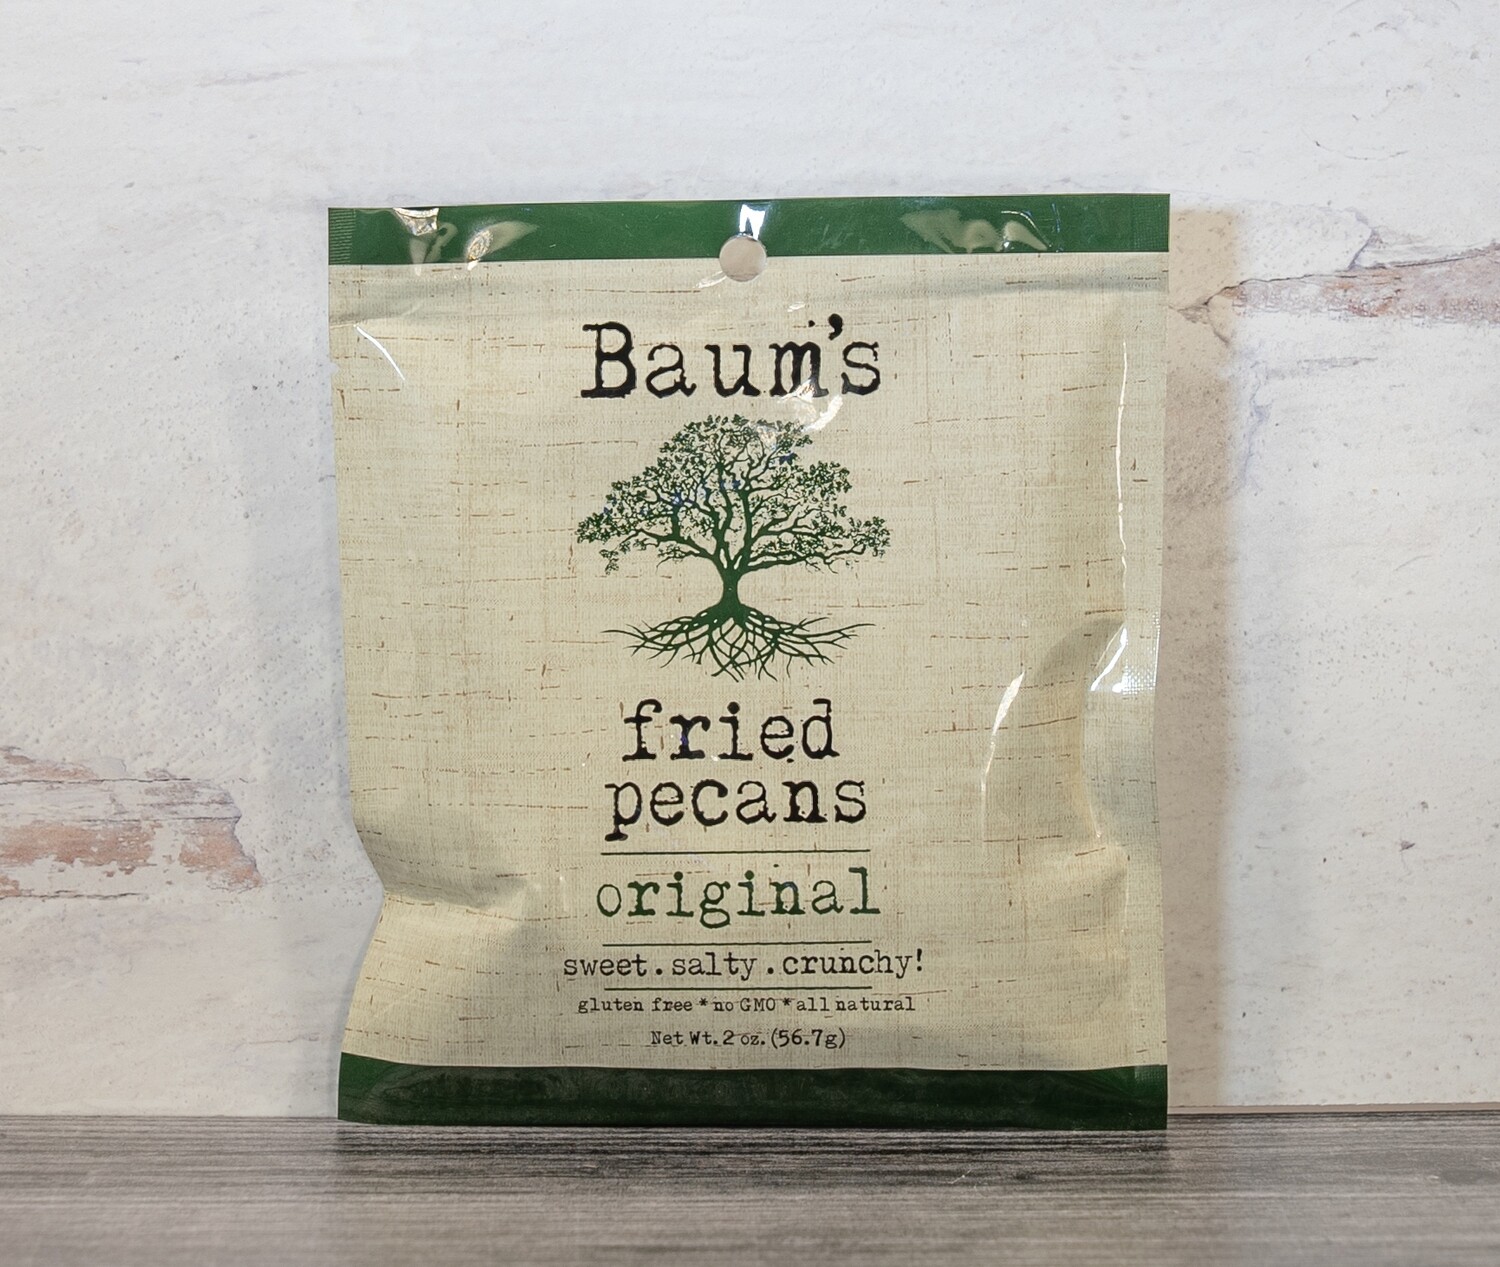 Baum's
fried
pecans
original
sweet.salty.crunchy!
gluten free*no GMO*all natural
Net Wt. 2 oz. (56.7g)